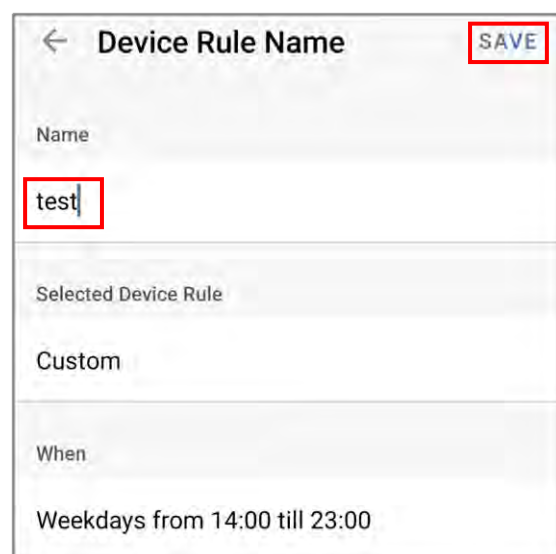 Device Rule Name SAVE
Name
test
Selected Device Rule
Custom
When
Weekdays from 14:00 till 23:00